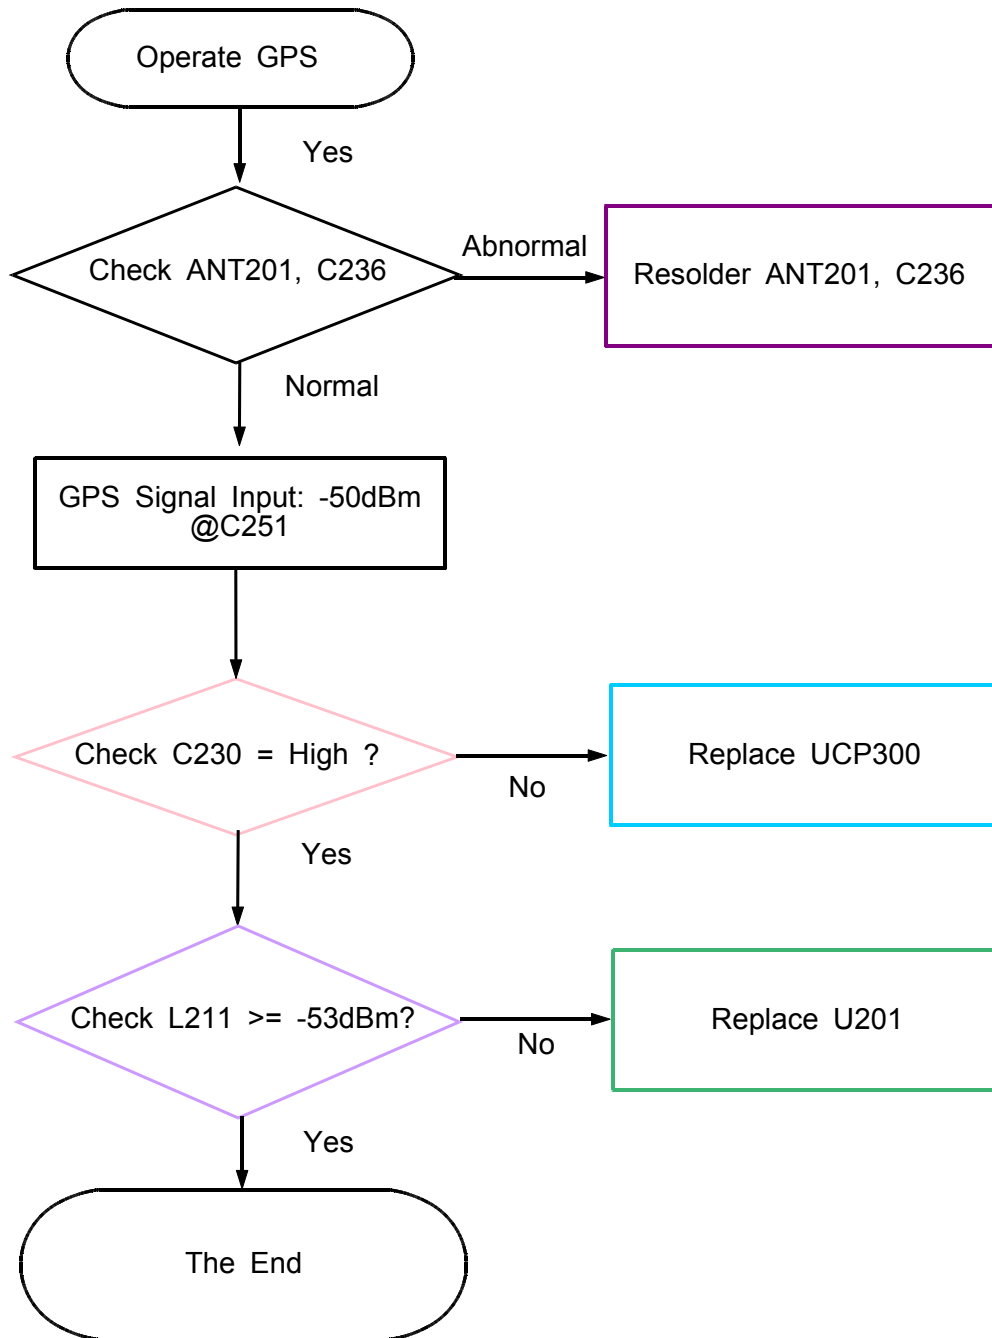 Operate GPS
Yes
Check ANT201, C236
Abnormal
Resolder ANT201, C236
Normal
GPS Signal Input: -50dBm
@C251
Check C230 = High ?
No
Replace UCP300
Yes
Check L211 >= -53dBm?
No
Replace U201
Yes
The End